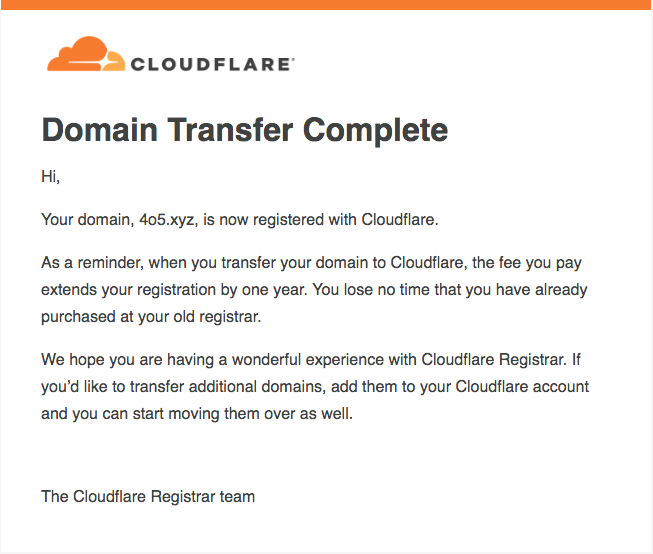 CLOUDFLARE®
Domain Transfer Complete
Hi,
Your domain, 4o5.xyz, is now registered with Cloudflare.
As a reminder, when you transfer your domain to Cloudflare, the fee you pay
extends your registration by one year. You lose no time that you have already
purchased at your old registrar.
We hope you are having a wonderful experience with Cloudflare Registrar. If
you’d like to transfer additional domains, add them to your Cloudflare account
and you can start moving them over as well.
The Cloudflare Registrar team